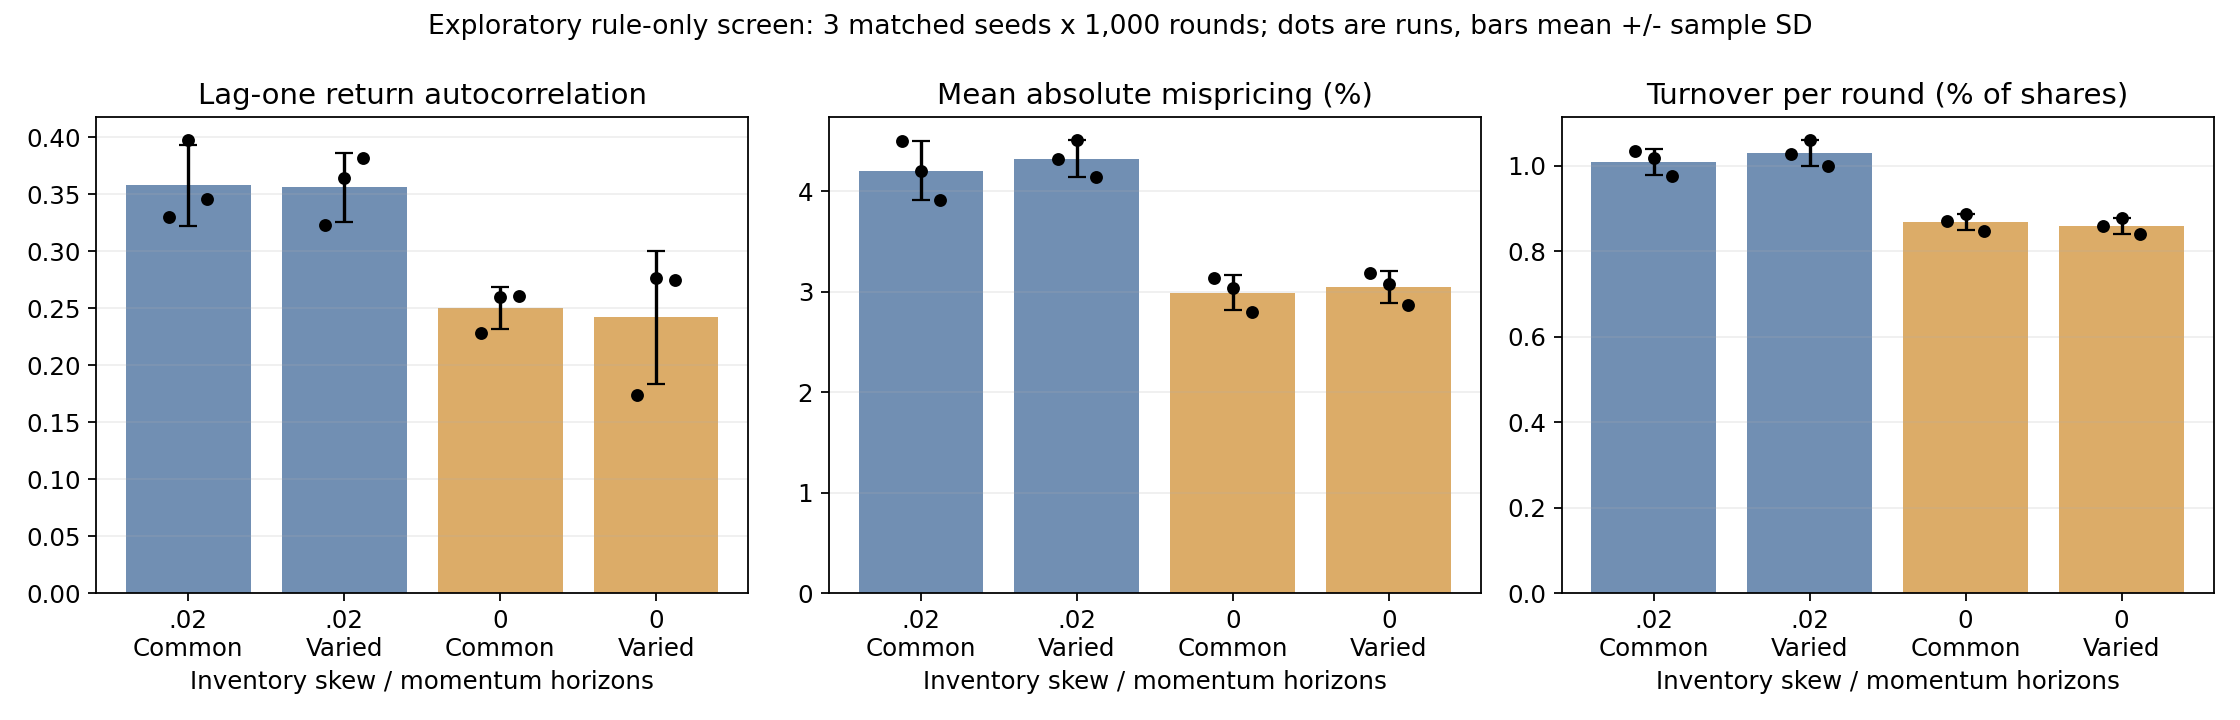 Exploratory rule-only screen: 3 matched seeds x 1,000 rounds; dots are runs, bars mean +/- sample SD
Lag-one return autocorrelation
0.40
0.35
0.30
0.25
0.20
0.15
0.10
0.05
0.00
.02 .02 0 0
Common Varied Common Varied
Inventory skew / momentum horizons
Mean absolute mispricing (%)
4
3
2
1
0
.02 .02 0 0
Common Varied Common Varied
Inventory skew / momentum horizons
Turnover per round (% of shares)
1.0
0.8
0.6
0.4
0.2
0.0
.02 .02 0 0
Common Varied Common Varied
Inventory skew / momentum horizons